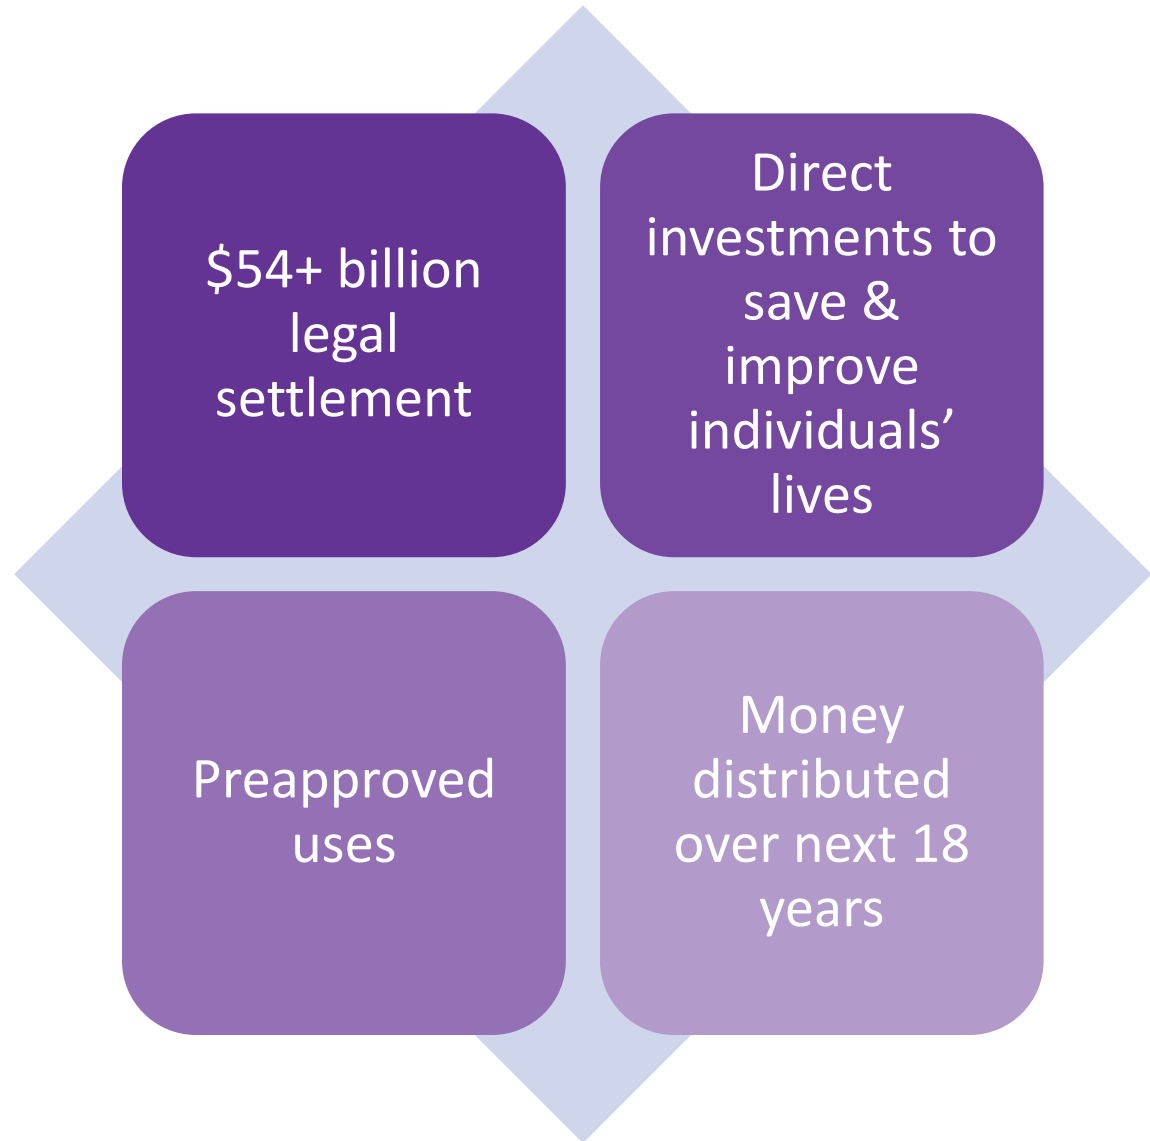 $54+ billion
legal
settlement
Direct
investments to
save &
improve
individuals’
lives
Preapproved
uses
Money
distributed
over next 18
years